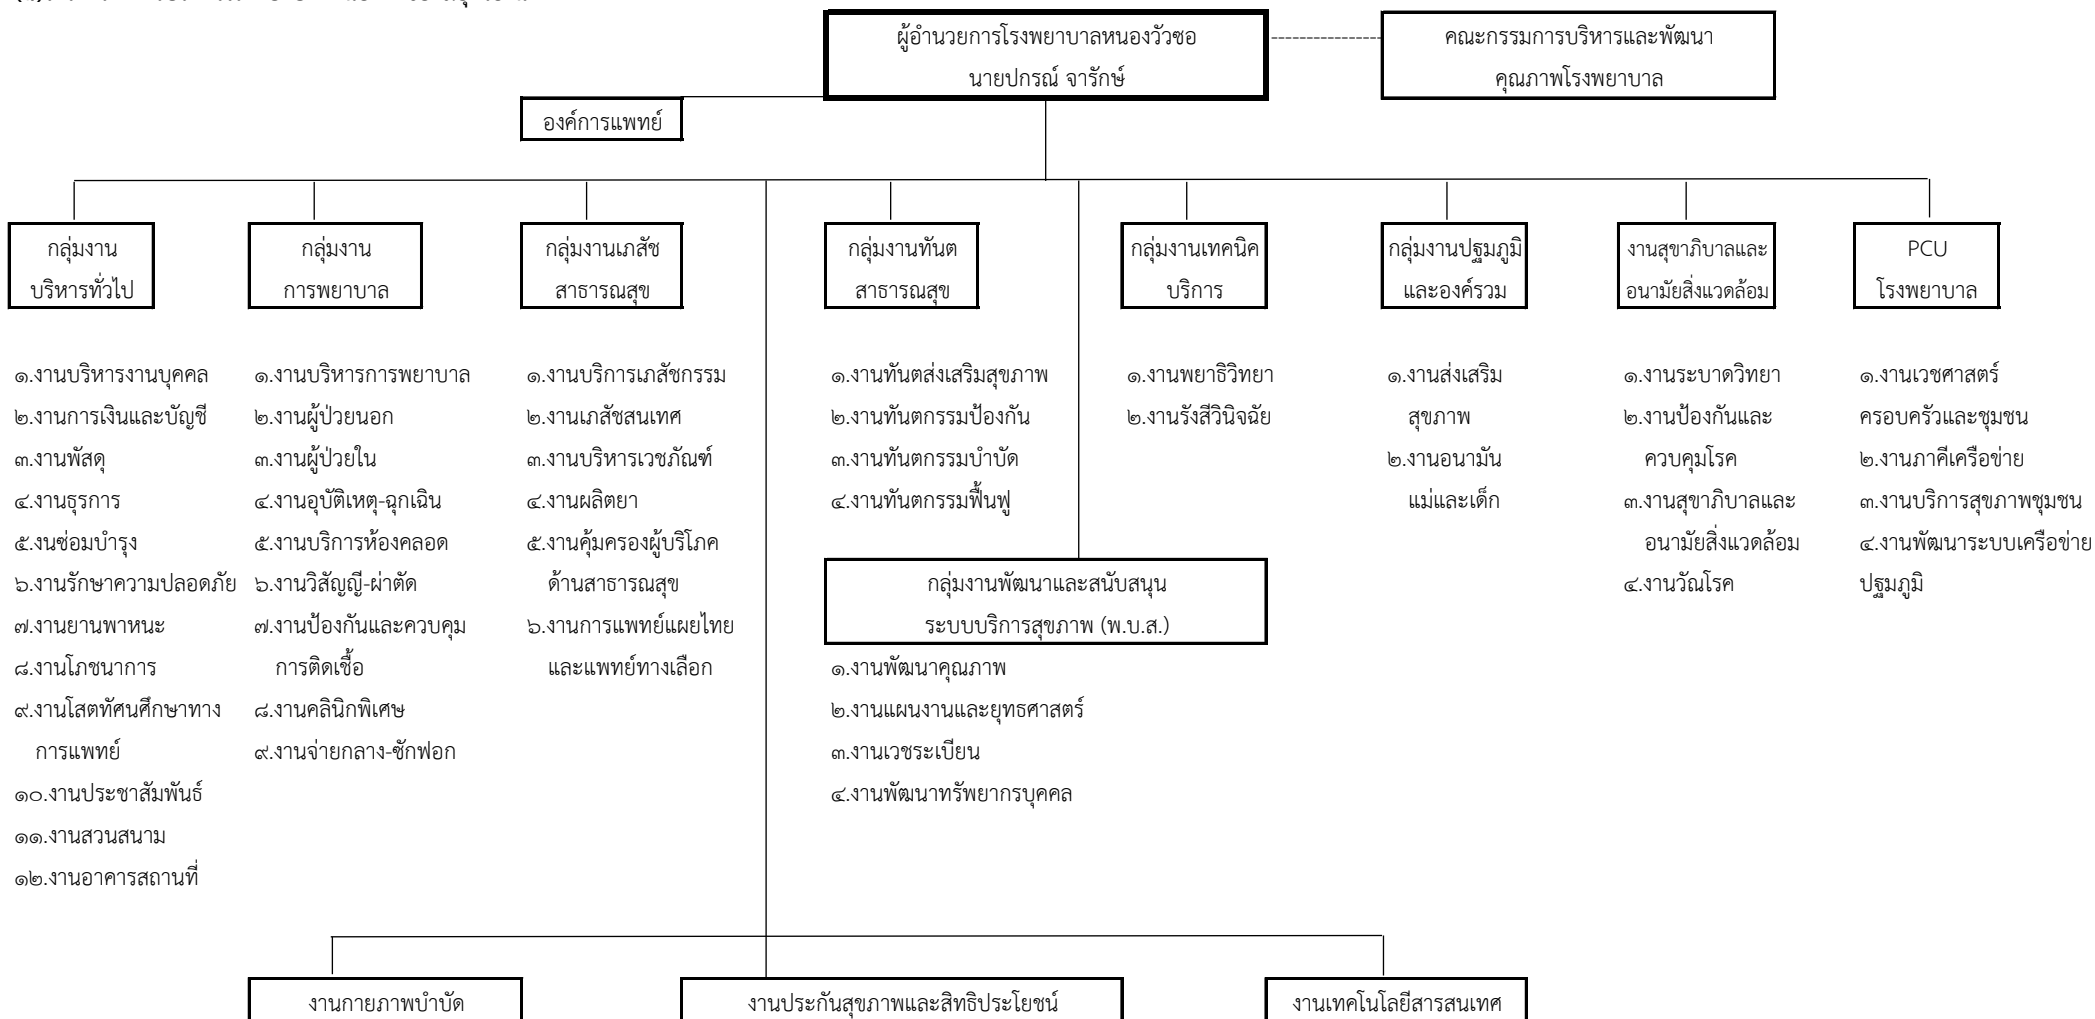 ผู้อำนวยการโรงพยาบาลหนองวัวซอ
นายปกรณ์ จารักษ์
คณะกรรมการบริหารและพัฒนา
คุณภาพโรงพยาบาล
องค์การแพทย์
กลุ่มงาน
บริหารทั่วไป
กลุ่มงาน
การพยาบาล
กลุ่มงานเภสัช
สาธารณสุข
กลุ่มงานทันต
สาธารณสุข
กลุ่มงานเทคนิค
บริการ
กลุ่มงานปฐมภูมิ
และองค์รวม
งานสุขาภิบาลและ
อนามัยสิ่งแวดล้อม
PCU
โรงพยาบาล
๑.งานบริหารงานบุคคล
๒.งานการเงินและบัญชี
๓.งานพัสดุ
๔.งานธุรการ
๕.งนซ่อมบำรุง
๖.งานรักษาความปลอดภัย
๗.งานยานพาหนะ
๘.งานโภชนาการ
๙.งานโสตทัศนศึกษาทาง
การแพทย์
๑๐.งานประชาสัมพันธ์
๑๑.งานสวนสนาม
๑๒.งานอาคารสถานที่
๑.งานบริหารการพยาบาล
๒.งานผู้ป่วยนอก
๓.งานผู้ป่วยใน
๔.งานอุบัติเหตุ-ฉุกเฉิน
๕.งานบริการห้องคลอด
๖.งานวิสัญญี-ผ่าตัด
๗.งานป้องกันและควบคุม
การติดเชื้อ
๘.งานคลินิกพิเศษ
๙.งานจ่ายกลาง-ซักฟอก
๑.งานบริการเภสัชกรรม
๒.งานเภสัชสนเทศ
๓.งานบริหารเวชภัณฑ์
๔.งานผลิตยา
๕.งานคุ้มครองผู้บริโภค
ด้านสาธารณสุข
๖.งานการแพทย์แผยไทย
และแพทย์ทางเลือก
๑.งานทันตส่งเสริมสุขภาพ
๒.งานทันตกรรมป้องกัน
๓.งานทันตกรรมบำบัด
๔.งานทันตกรรมฟื้นฟู
กลุ่มงานพัฒนาและสนับสนุน
ระบบบริการสุขภาพ (พ.บ.ส.)
๑.งานพัฒนาคุณภาพ
๒.งานแผนงานและยุทธศาสตร์
๓.งานเวชระเบียน
๔.งานพัฒนาทรัพยากรบุคคล
๑.งานพยาธิวิทยา
๒.งานรังสีวินิจฉัย
๑.งานส่งเสริม
สุขภาพ
๒.งานอนามัน
แม่และเด็ก
๑.งานระบาดวิทยา
๒.งานป้องกันและ
ควบคุมโรค
๓.งานสุขาภิบาลและ
อนามัยสิ่งแวดล้อม
๔.งานวัณโรค
๑.งานเวชศาสตร์
ครอบครัวและชุมชน
๒.งานภาคีเครือข่าย
๓.งานบริการสุขภาพชุมชน
๔.งานพัฒนาระบบเครือข่าย
ปฐมภูมิ
งานกายภาพบำบัด
งานประกันสุขภาพและสิทธิประโยชน์
งานเทคโนโลยีสารสนเทศ